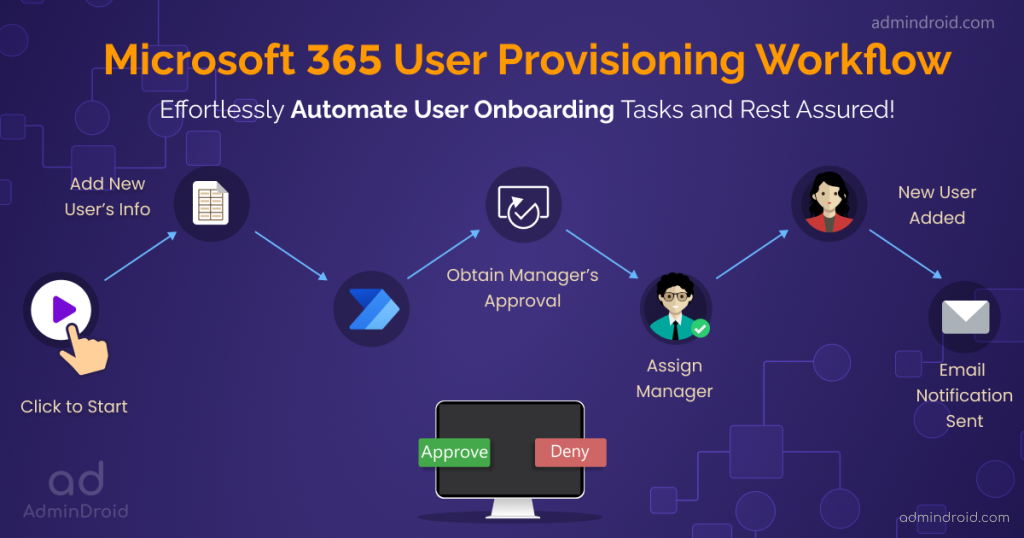 admindroid.com
Microsoft 365 User Provisioning Workflow
Effortlessly Automate User Onboarding Tasks and Rest Assured!
Add New
User's Info
New User
Added
Obtain Manager's
Approval
Click to Start
Assign
Manager
Email
Notification
Sent
Approve
Deny
ad
AdminDroid
admindroid.com